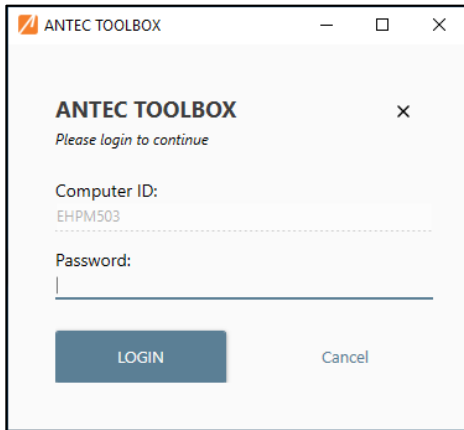 ANTEC TOOLBOX
ANTEC TOOLBOX
Please login to continue
Computer ID:
EHPM503
Password:
LOGIN Cancel